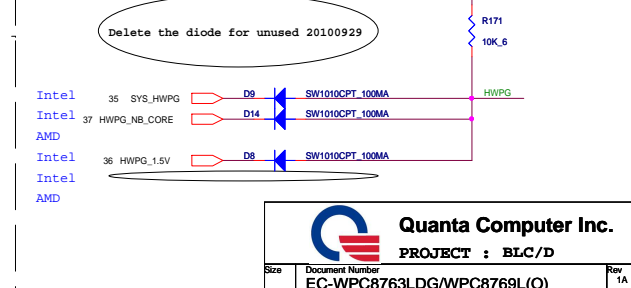 Delete the diode for unused 20100929
R171
10K_6
Intel 35 SYS_HWPG D9 SW1010CPT_100MA HWPG
Intel 37 HWPG_NB_CORE D14 SW1010CPT_100MA
AMD
Intel 36 HWPG_1.5V D8 SW1010CPT_100MA
Intel
AMD
Quanta Computer Inc.
PROJECT : BLC/D
Size Document Number Rev
EC-WPC8763LDG/WPC8769L(O) 1A